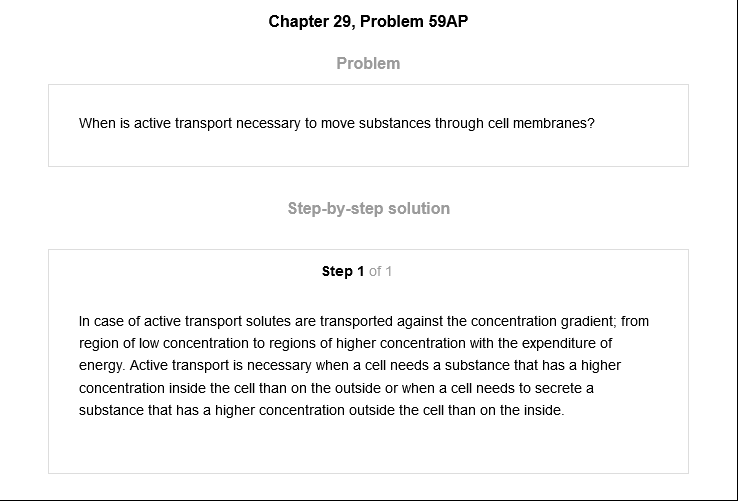 Chapter 29, Problem 59AP
Problem
When is active transport necessary to move substances through cell membranes?
Step-by-step solution
Step 1 of 1
In case of active transport solutes are transported against the concentration gradient; from
region of low concentration to regions of higher concentration with the expenditure of
energy. Active transport is necessary when a cell needs a substance that has a higher
concentration inside the cell than on the outside or when a cell needs to secrete a
substance that has a higher concentration outside the cell than on the inside.